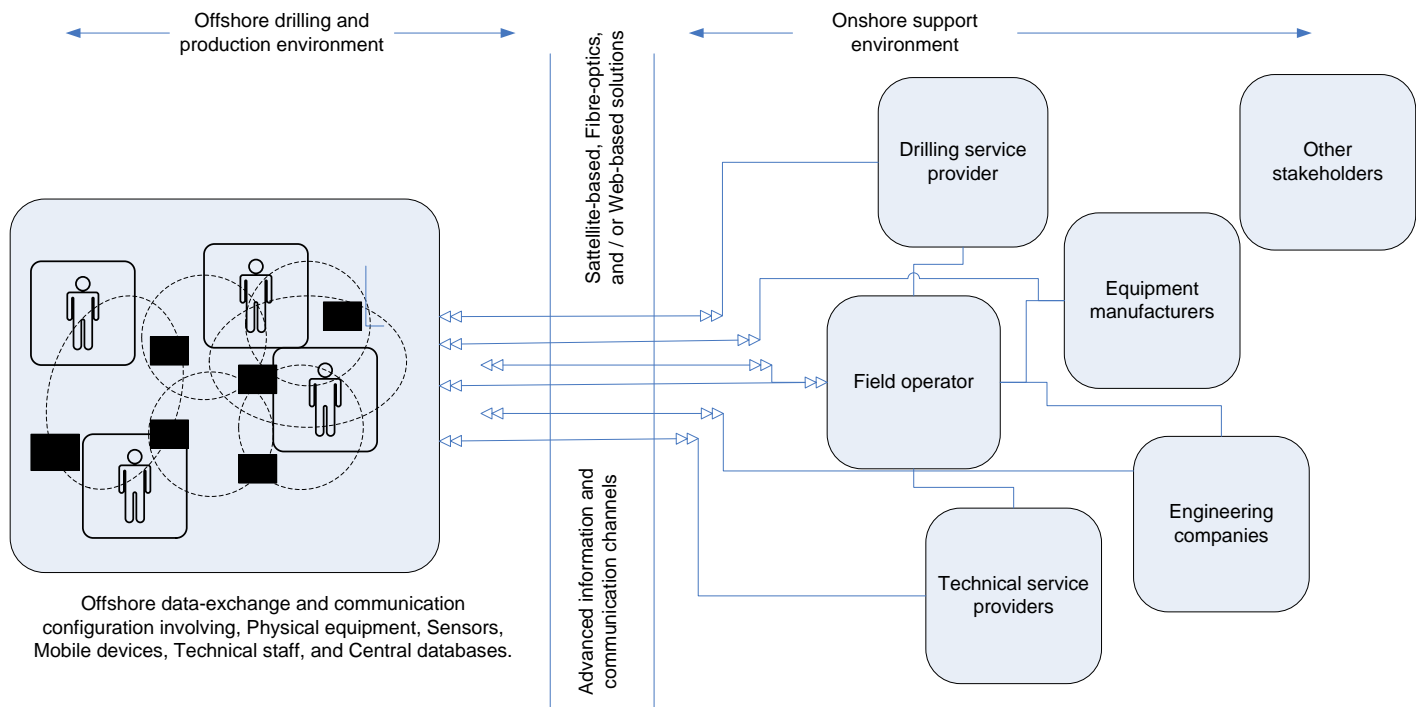 Offshore drilling and
production environment
Sattellite-based, Fibre-optics,
and / or Web-based solutions
Onshore support
environment
Drilling service
provider
Other
stakeholders
Equipment
manufacturers
Field operator
Engineering
companies
Technical service
providers
Advanced information and
communication channels
Offshore data-exchange and communication
configuration involving, Physical equipment, Sensors,
Mobile devices, Technical staff, and Central databases.